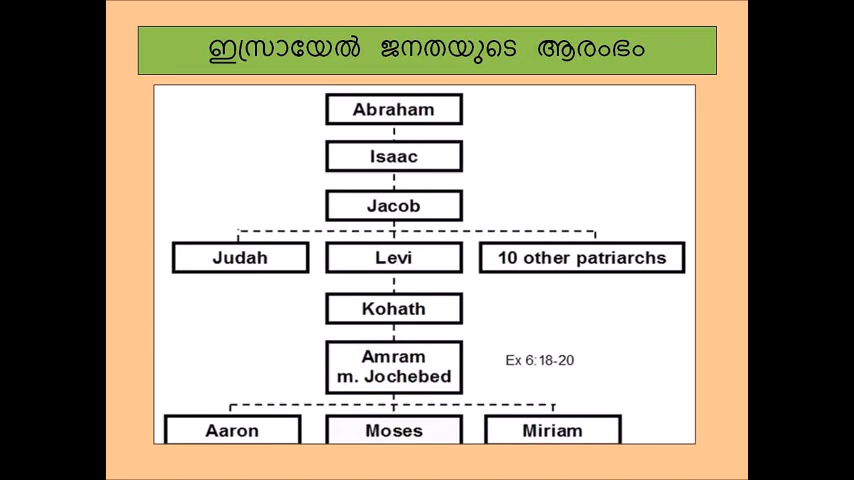 ഇസ്രായേൽ ജനതയുടെ ആരംഭം
Abraham
Isaac
Jacob
Judah
Levi
10 other patriarchs
Kohath
Amram
m. Jochebed
Ex 6:18-20
Aaron
Moses
Miriam